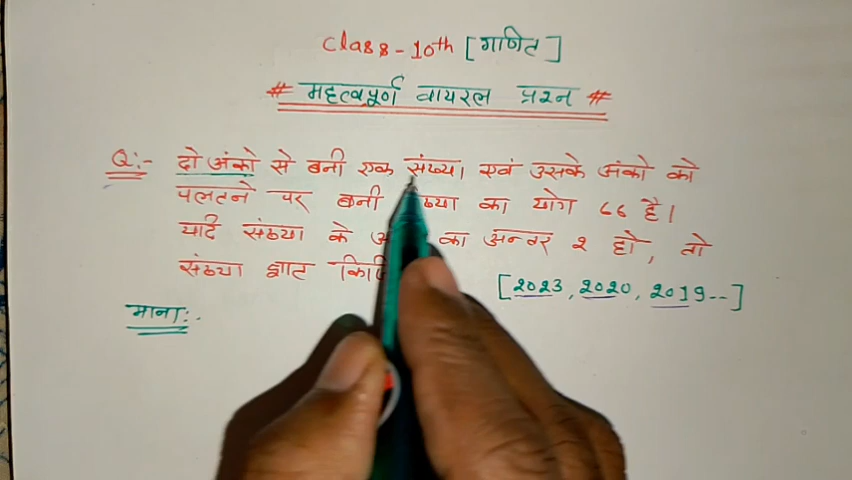 Class - 10th [गणित]
# महत्वपूर्ण वायरल प्रश्न #
Q:- दो अंको से बनी एक संख्या एवं उसके अंको को
पलटने पर बनी का योग 66 है।
यदि संख्या के का अन्तर 2 हो, तो
संख्या ज्ञात
[2023, 2020, 2019--]
माना:-